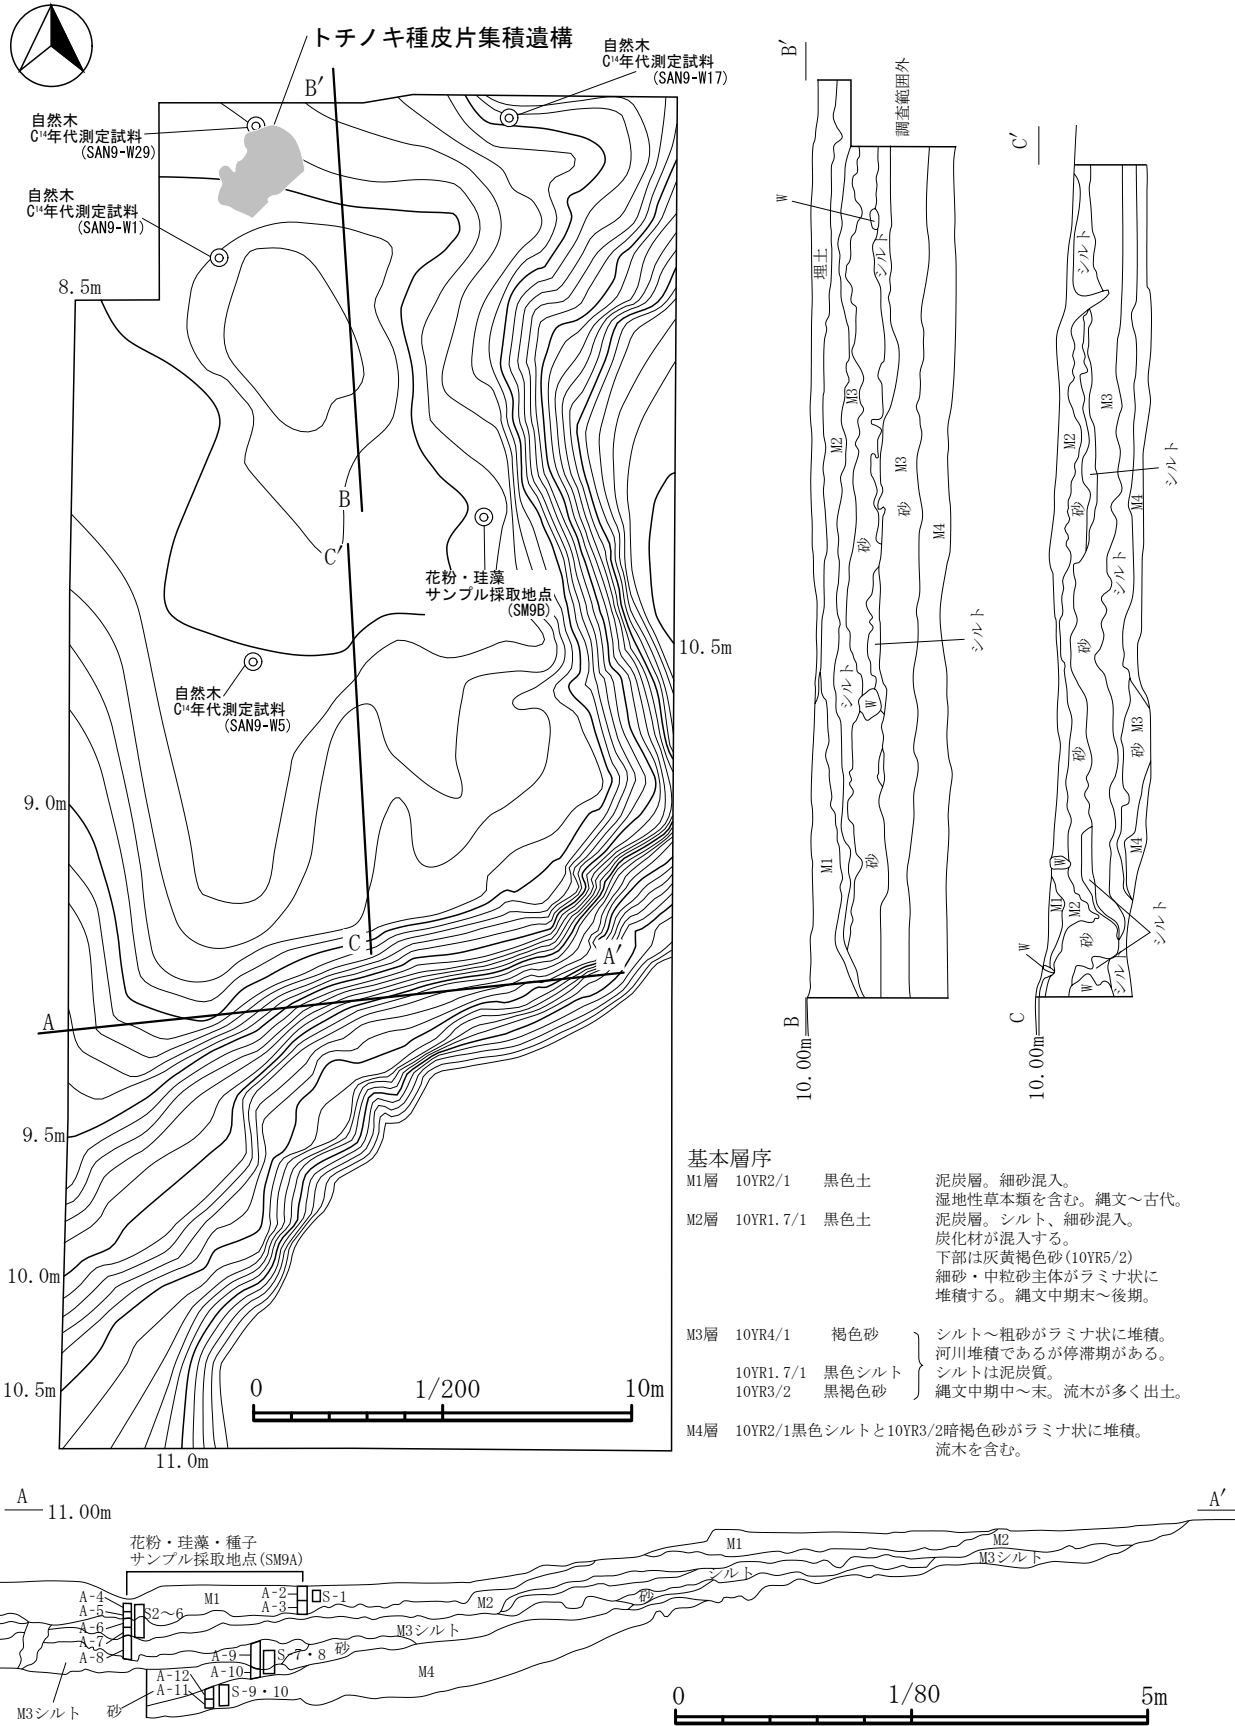 トチノキ種皮片集積遺構
自然木
C¹⁴年代測定試料
(SAN9-W17)
自然木
C¹⁴年代測定試料
(SAN9-W29)
自然木
C¹⁴年代測定試料
(SAN9-W1)
B′
8.5m
B
C′
花粉・珪藻
サンプル採取地点
(SM9B)
10.5m
自然木
C¹⁴年代測定試料
(SAN9-W5)
9.0m
C
A′
A
9.5m
10.0m
10.5m
11.0m
0 1/200 10m
B′
調査範囲外
W
埋土
シルト
M3
M2
M3
砂
砂
M4
シルト
シルト
W
M1
砂
B
10.00m
C′
シルト
M3
M2
シルト
M4
砂
シルト
砂
M3
砂
砂
M4
W
M1
M2
シルト
砂
W
W
シル
C
10.00m
基本層序
M1層 10YR2/1 黒色土 泥炭層。細砂混入。
湿地性草本類を含む。縄文～古代。
M2層 10YR1.7/1 黒色土 泥炭層。シルト、細砂混入。
炭化材が混入する。
下部は灰黄褐色砂(10YR5/2)
細砂・中粒砂主体がラミナ状に
堆積する。縄文中期末～後期。
M3層 10YR4/1 褐色砂 シルト～粗砂がラミナ状に堆積。
河川堆積であるが停滞期がある。
10YR1.7/1 黒色シルト シルトは泥炭質。
10YR3/2 黒褐色砂 縄文中期中～末。流木が多く出土。
M4層 10YR2/1黒色シルトと10YR3/2暗褐色砂がラミナ状に堆積。
流木を含む。
A 11.00m
A′
花粉・珪藻・種子
サンプル採取地点(SM9A)
A-4
A-5
A-6
A-7
A-8
S2～6
M1
A-2
A-3
S-1
M2
M1
M2
M3シルト
シルト
砂
M3シルト
A-9
A-10
S-7・8
砂
M4
A-12
A-11
S-9・10
M3シルト
砂
0 1/80 5m